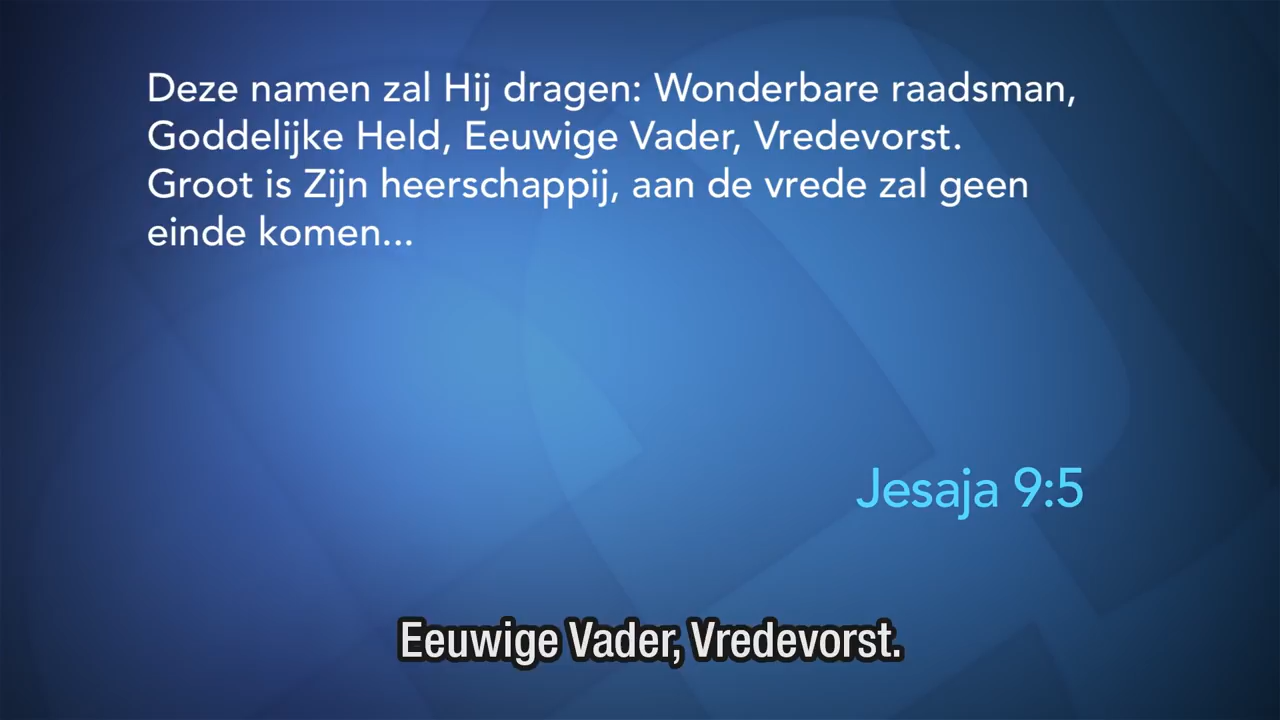 Deze namen zal Hij dragen: Wonderbare raadsman,
Goddelijke Held, Eeuwige Vader, Vredevorst.
Groot is Zijn heerschappij, aan de vrede zal geen
einde komen...
Jesaja 9:5
Eeuwige Vader, Vredevorst.